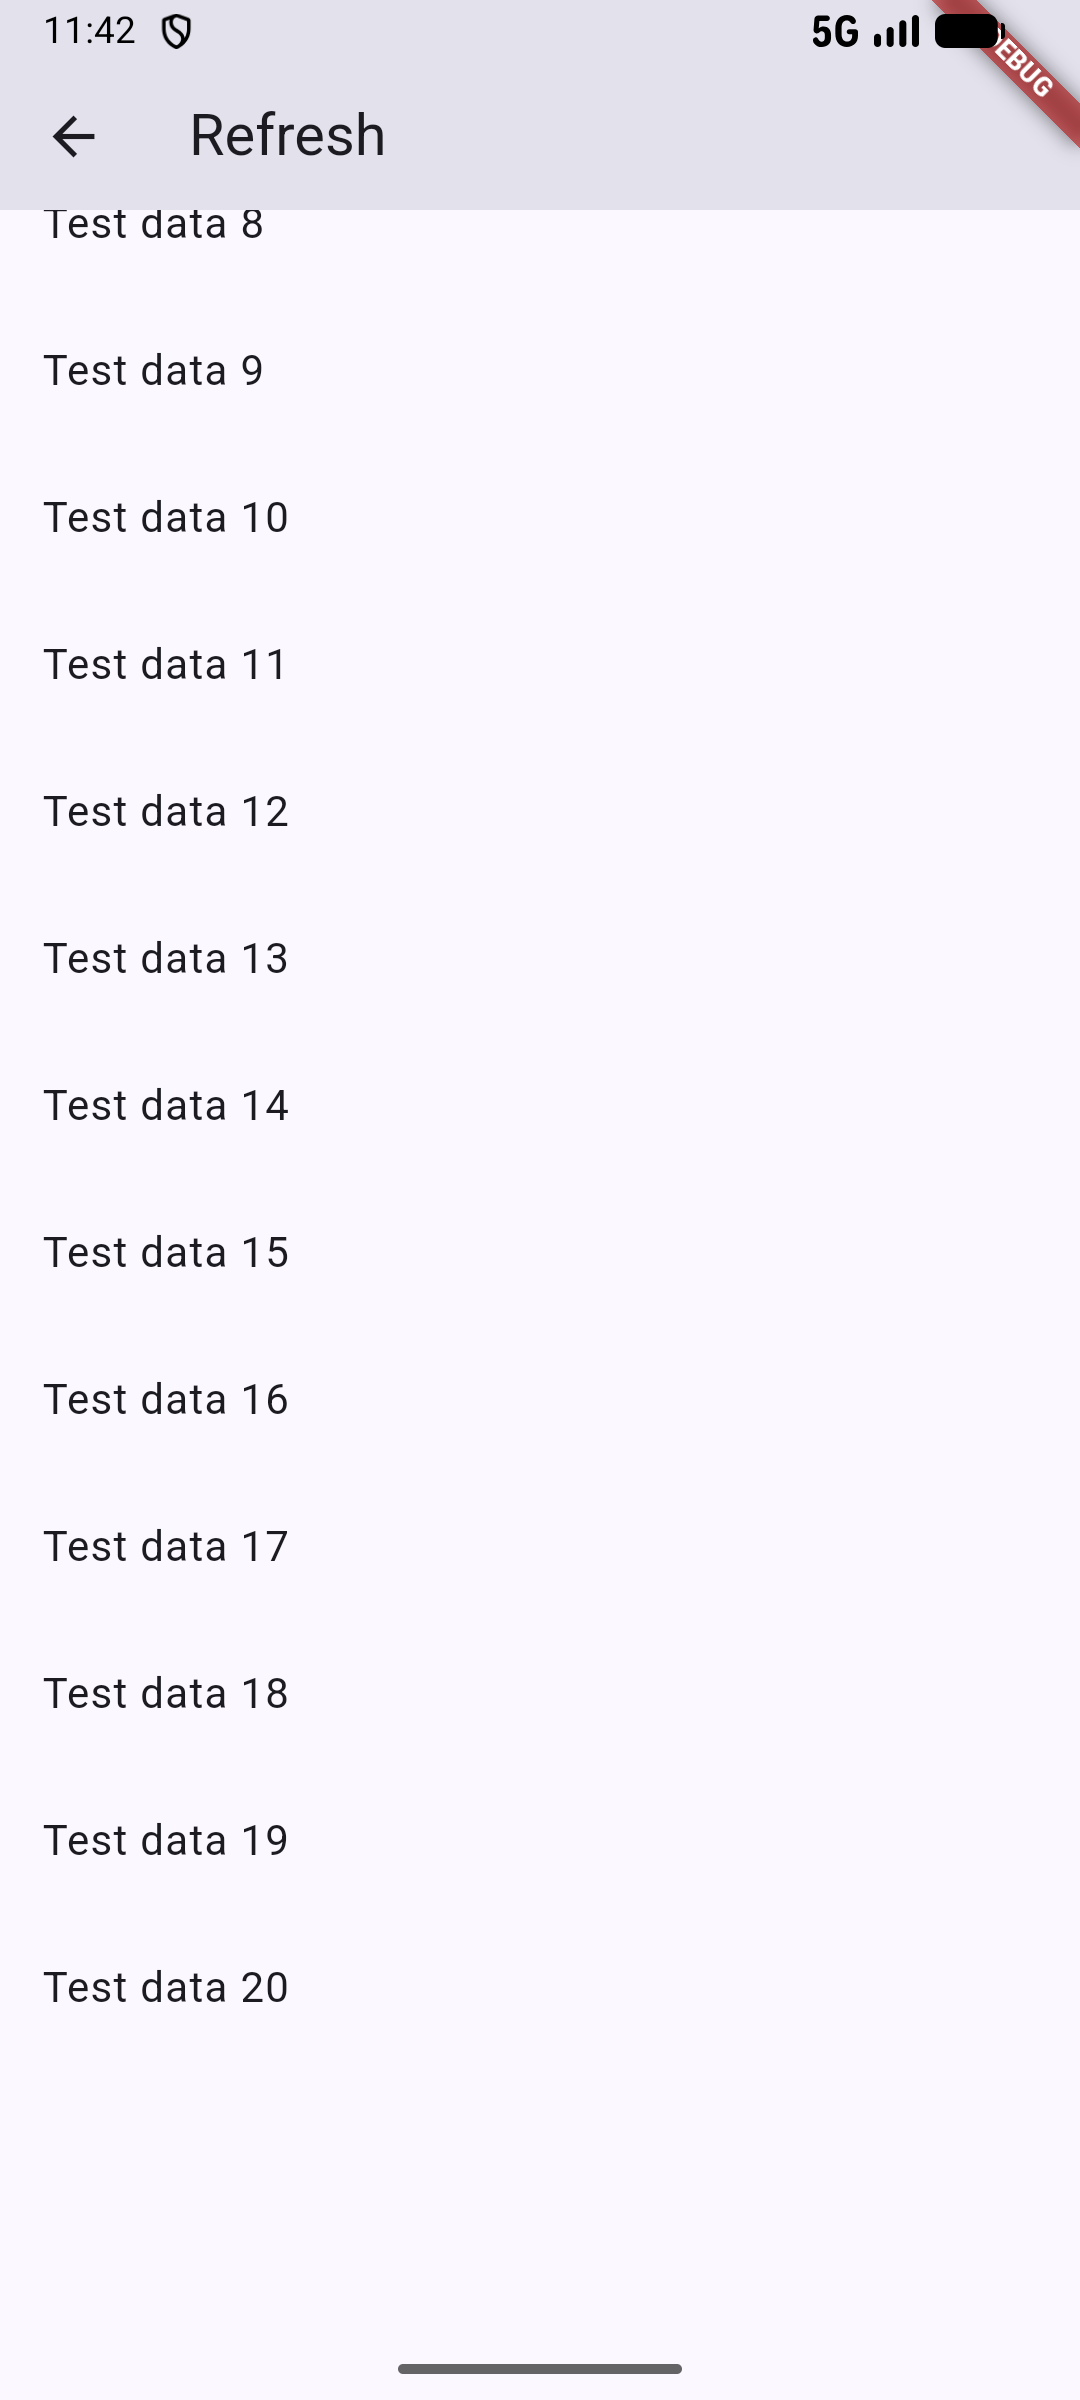 11:42
5G
EBUG
Refresh
Test data 8
Test data 9
Test data 10
Test data 11
Test data 12
Test data 13
Test data 14
Test data 15
Test data 16
Test data 17
Test data 18
Test data 19
Test data 20